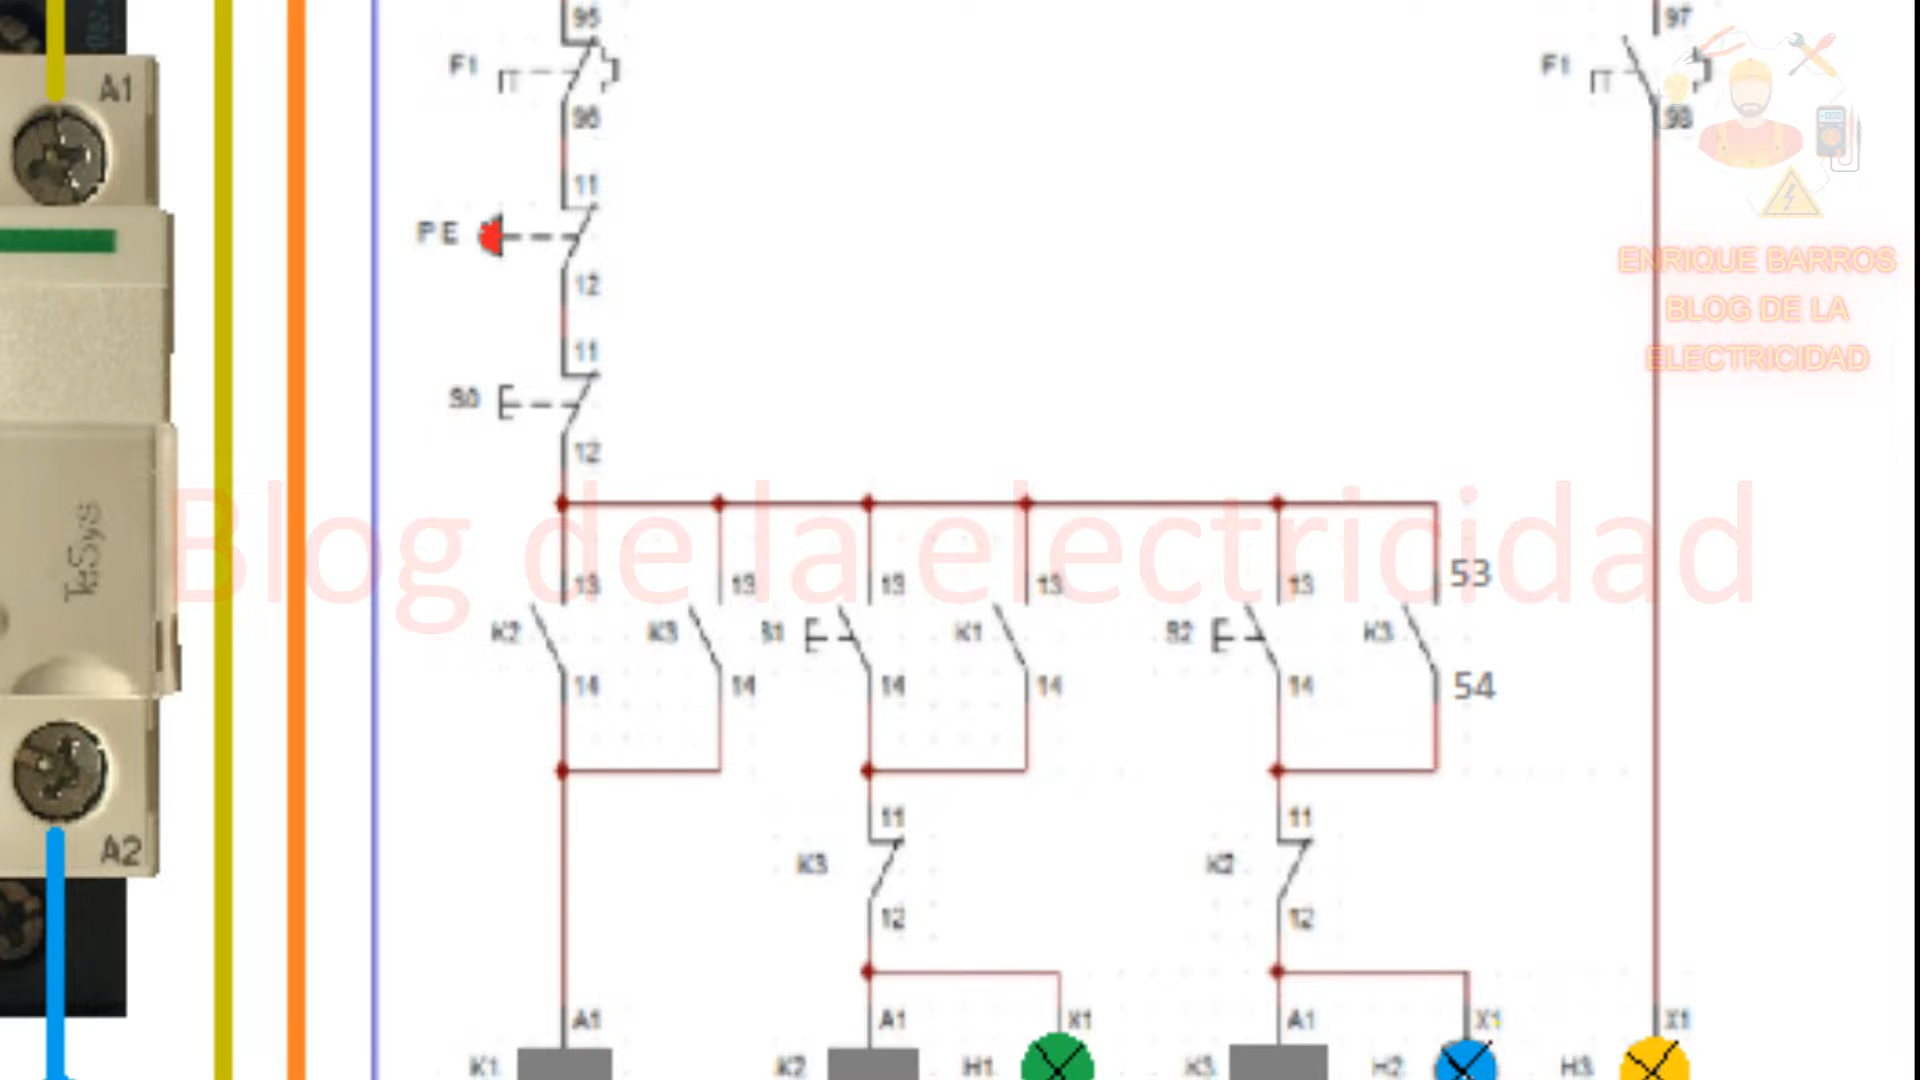 95
97
F1
F1
A1
96
98
11
PE
12
ENRIQUE BARROS
BLOG DE LA
ELECTRICIDAD
11
S0
12
Blog de la electricidad
TeSys
13 13 13 13 13 53
K2 K3 S1 K1 S2 K3
14 14 14 14 14 54
11 11
K3 K2
A2
12 12
A1 A1 X1 A1 X1 X1
K1 K2 H1 K3 H2 H3